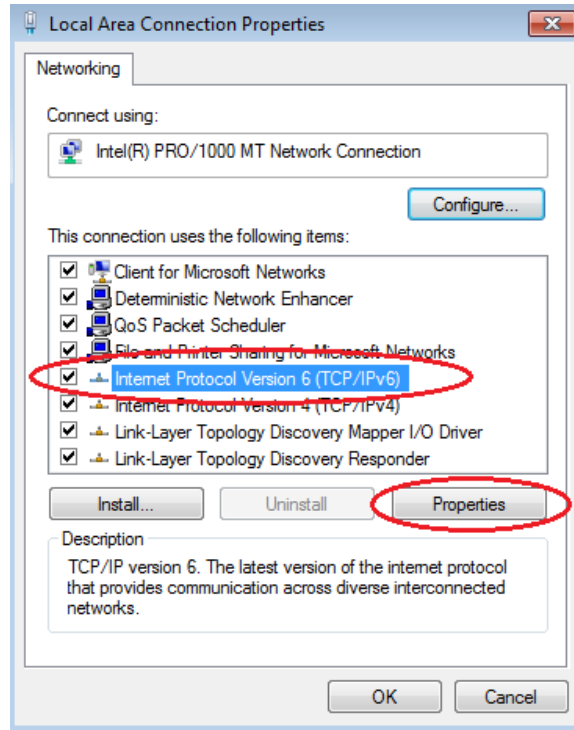 Local Area Connection Properties
Networking
Connect using:
Intel(R) PRO/1000 MT Network Connection
Configure...
This connection uses the following items:
Client for Microsoft Networks
Deterministic Network Enhancer
QoS Packet Scheduler
File and Printer Sharing for Microsoft Networks
Internet Protocol Version 6 (TCP/IPv6)
Internet Protocol Version 4 (TCP/IPv4)
Link-Layer Topology Discovery Mapper I/O Driver
Link-Layer Topology Discovery Responder
Install... Uninstall Properties
Description
TCP/IP version 6. The latest version of the internet protocol
that provides communication across diverse interconnected
networks.
OK Cancel